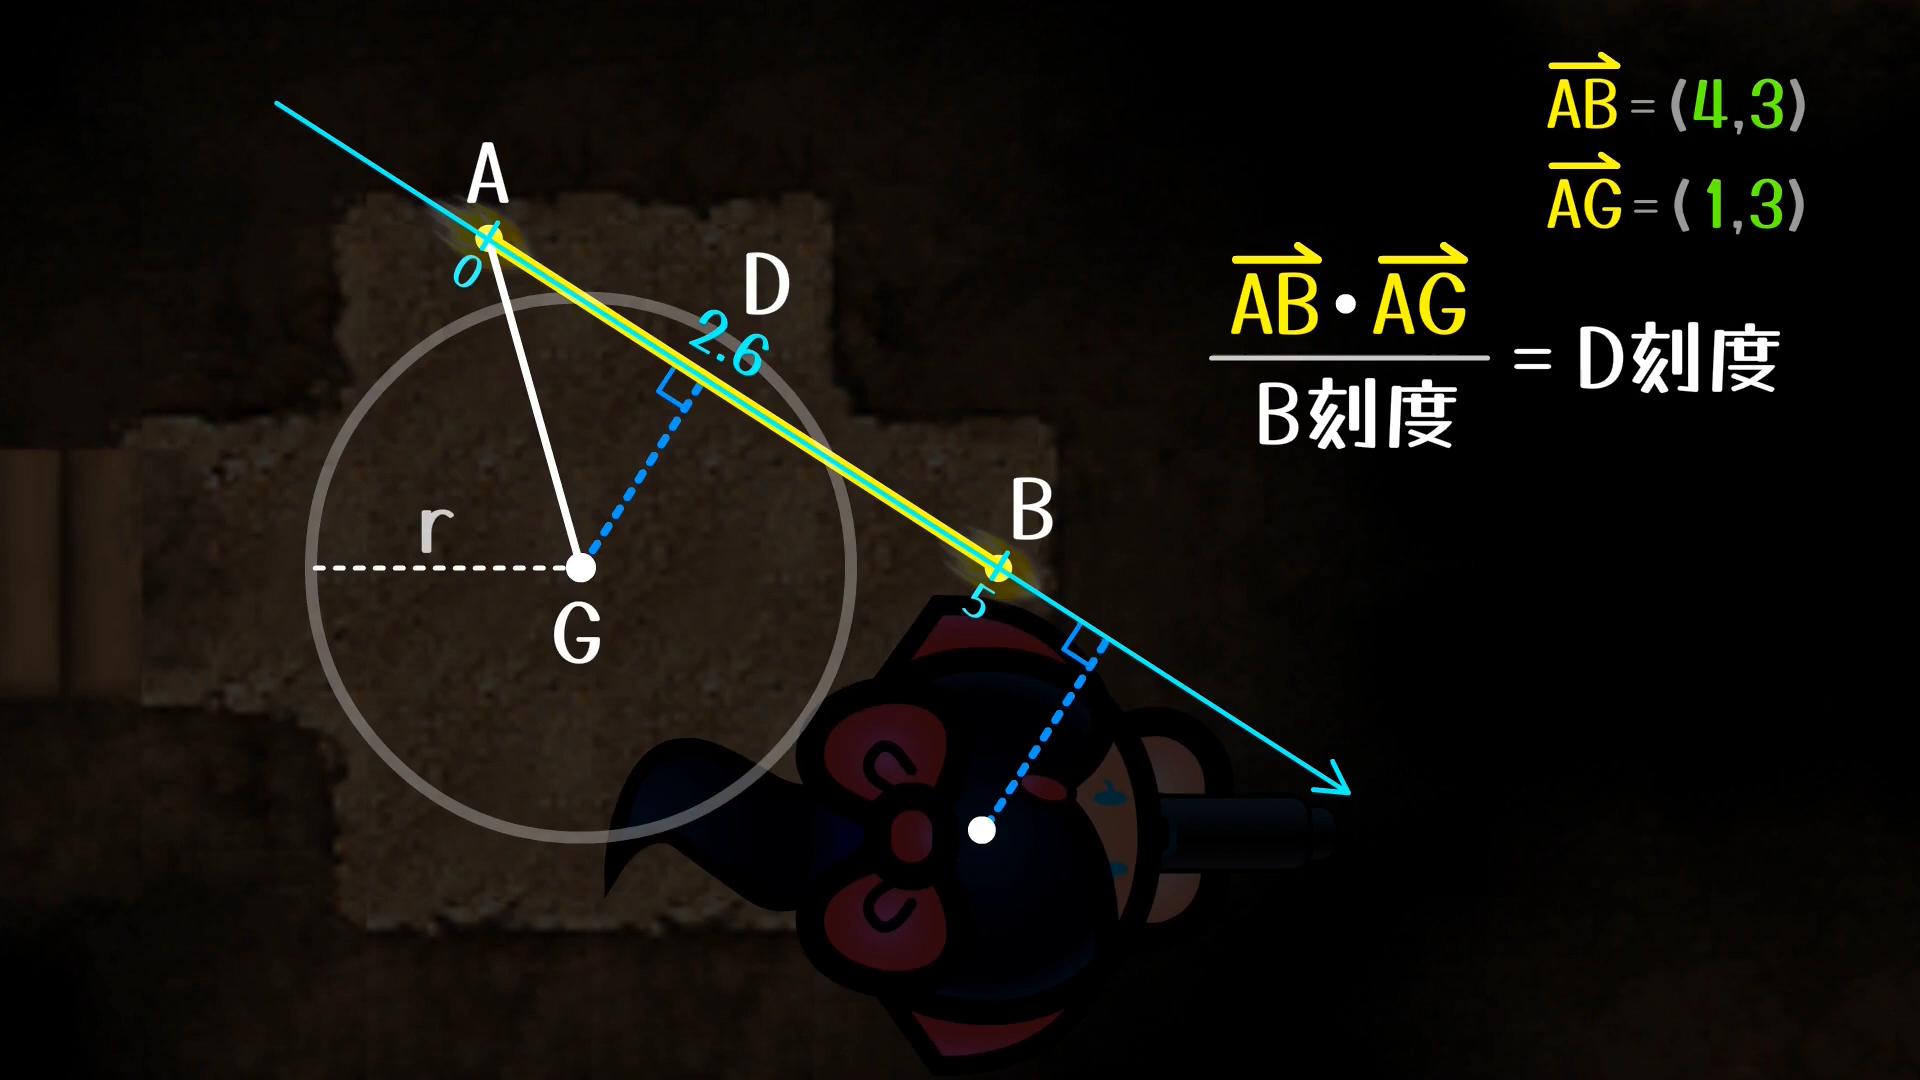 AB = (4,3)
A
AG = (1,3)
0
D
2.6
AB・AG
B刻度
= D刻度
B
r
5
G